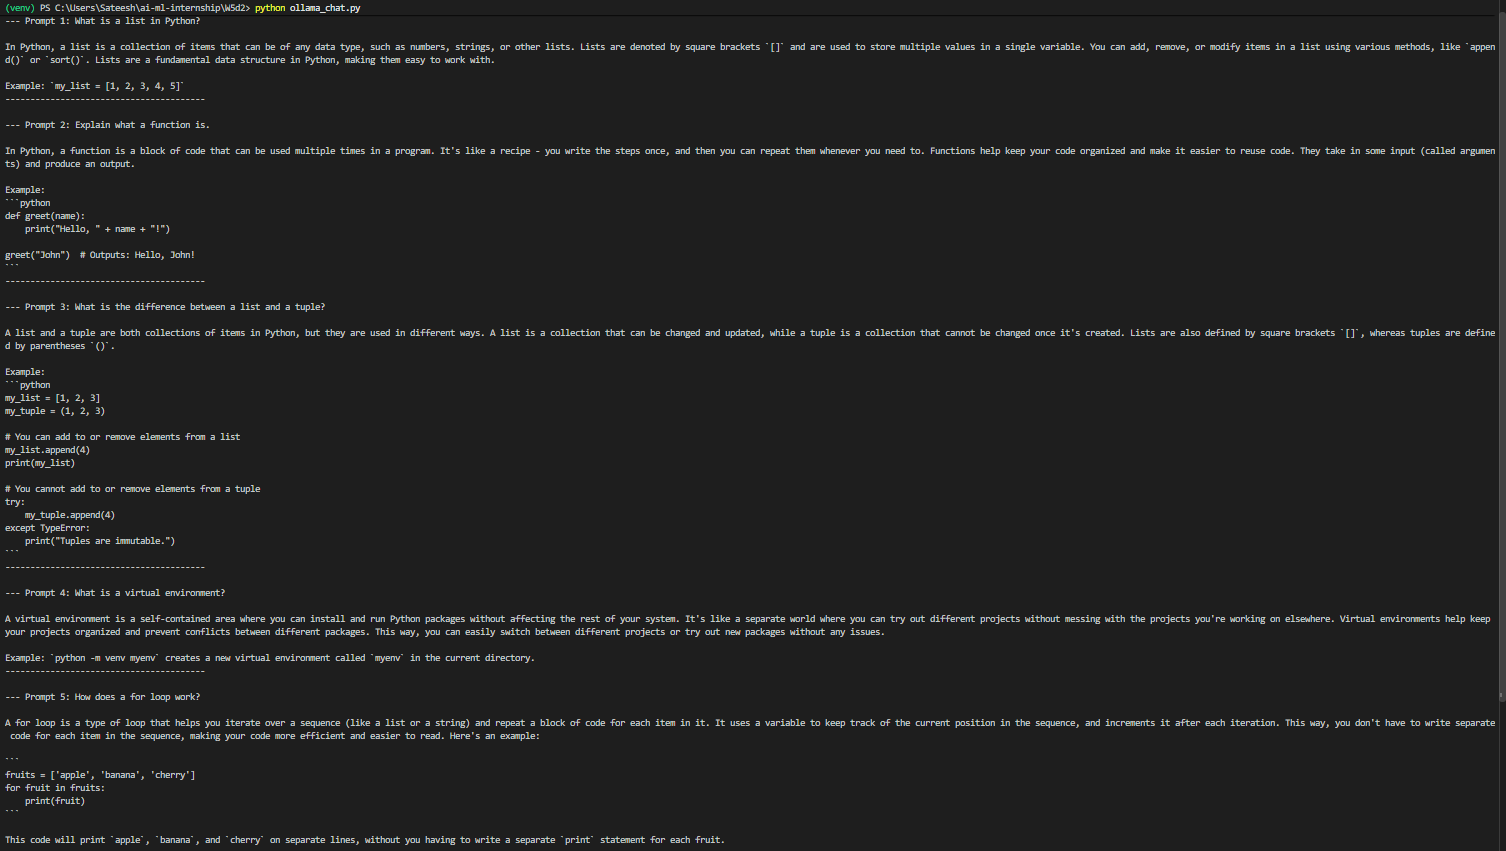 (venv) PS C:\Users\Sateesh\ai-ml-internship\W5d2> python ollama_chat.py
--- Prompt 1: What is a list in Python?
In Python, a list is a collection of items that can be of any data type, such as numbers, strings, or other lists. Lists are denoted by square brackets `[]` and are used to store multiple values in a single variable. You can add, remove, or modify items in a list using various methods, like `appen
d()` or `sort()`. Lists are a fundamental data structure in Python, making them easy to work with.
Example: `my_list = [1, 2, 3, 4, 5]`
----------------------------------------
--- Prompt 2: Explain what a function is.
In Python, a function is a block of code that can be used multiple times in a program. It's like a recipe - you write the steps once, and then you can repeat them whenever you need to. Functions help keep your code organized and make it easier to reuse code. They take in some input (called argumen
ts) and produce an output.
Example:
```python
def greet(name):
    print("Hello, " + name + "!")
greet("John")  # Outputs: Hello, John!
```
----------------------------------------
--- Prompt 3: What is the difference between a list and a tuple?
A list and a tuple are both collections of items in Python, but they are used in different ways. A list is a collection that can be changed and updated, while a tuple is a collection that cannot be changed once it's created. Lists are also defined by square brackets `[]`, whereas tuples are define
d by parentheses `()`.
Example:
```python
my_list = [1, 2, 3]
my_tuple = (1, 2, 3)
# You can add to or remove elements from a list
my_list.append(4)
print(my_list)
# You cannot add to or remove elements from a tuple
try:
    my_tuple.append(4)
except TypeError:
    print("Tuples are immutable.")
```
----------------------------------------
--- Prompt 4: What is a virtual environment?
A virtual environment is a self-contained area where you can install and run Python packages without affecting the rest of your system. It's like a separate world where you can try out different projects without messing with the projects you're working on elsewhere. Virtual environments help keep
your projects organized and prevent conflicts between different packages. This way, you can easily switch between different projects or try out new packages without any issues.
Example: `python -m venv myenv` creates a new virtual environment called `myenv` in the current directory.
----------------------------------------
--- Prompt 5: How does a for loop work?
A for loop is a type of loop that helps you iterate over a sequence (like a list or a string) and repeat a block of code for each item in it. It uses a variable to keep track of the current position in the sequence, and increments it after each iteration. This way, you don't have to write separate
 code for each item in the sequence, making your code more efficient and easier to read. Here's an example:
```
fruits = ['apple', 'banana', 'cherry']
for fruit in fruits:
    print(fruit)
```
This code will print `apple`, `banana`, and `cherry` on separate lines, without you having to write a separate `print` statement for each fruit.